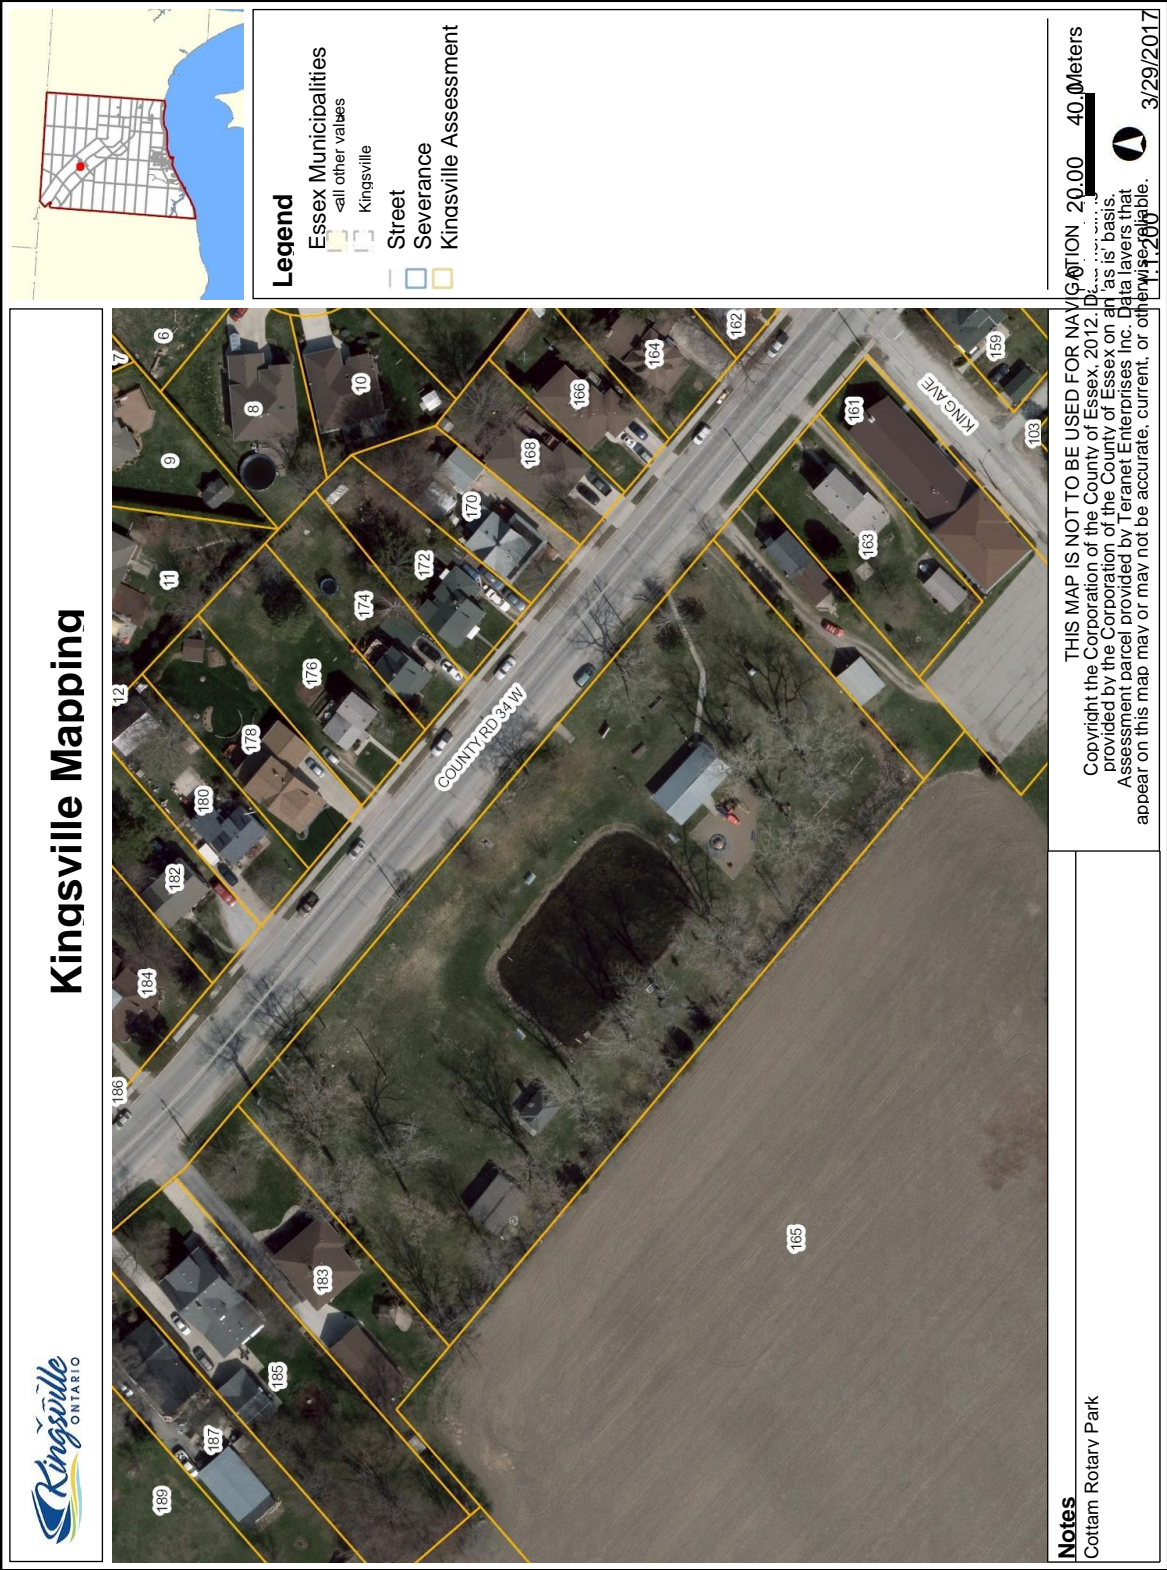 Kingsville
ONTARIO
Kingsville Mapping
189
187
185
183
186
184
182
180
178
176
174
172
170
168
166
164
162
12
11
9
7
6
8
10
161
163
159
103
165
COUNTY RD 34 W
KING AVE
Legend
Essex Municipalities
<all other values
Kingsville
Street
Severance
Kingsville Assessment
0
20.00
40.0
Meters
1:1,200
3/29/2017
Notes
Cottam Rotary Park
THIS MAP IS NOT TO BE USED FOR NAVIGATION
Copyright the Corporation of the County of Essex, 2012. Data herein is
provided by the Corporation of the County of Essex on an 'as is' basis.
Assessment parcel provided by Teranet Enterprises Inc. Data layers that
appear on this map may or may not be accurate, current, or otherwise reliable.